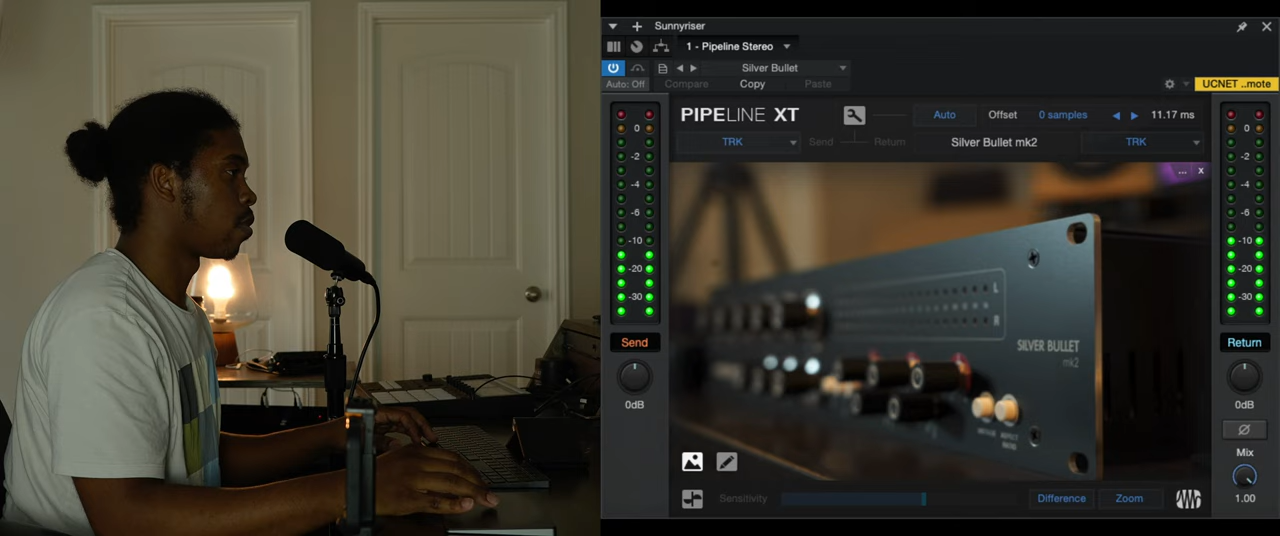 Sunnyriser
1 - Pipeline Stereo
Silver Bullet
Auto: Off
Compare
Copy
Paste
UCNET ..mote
PIPELINE XT
Auto
Offset
0 samples
11.17 ms
TRK
Send
Return
Silver Bullet mk2
TRK
0
-2
-4
-6
-10
-20
-30
0
-2
-4
-6
-10
-20
-30
... x
L
R
SILVER BULLET
mk2
Send
0dB
Return
0dB
Mix
1.00
Sensitivity
Difference
Zoom